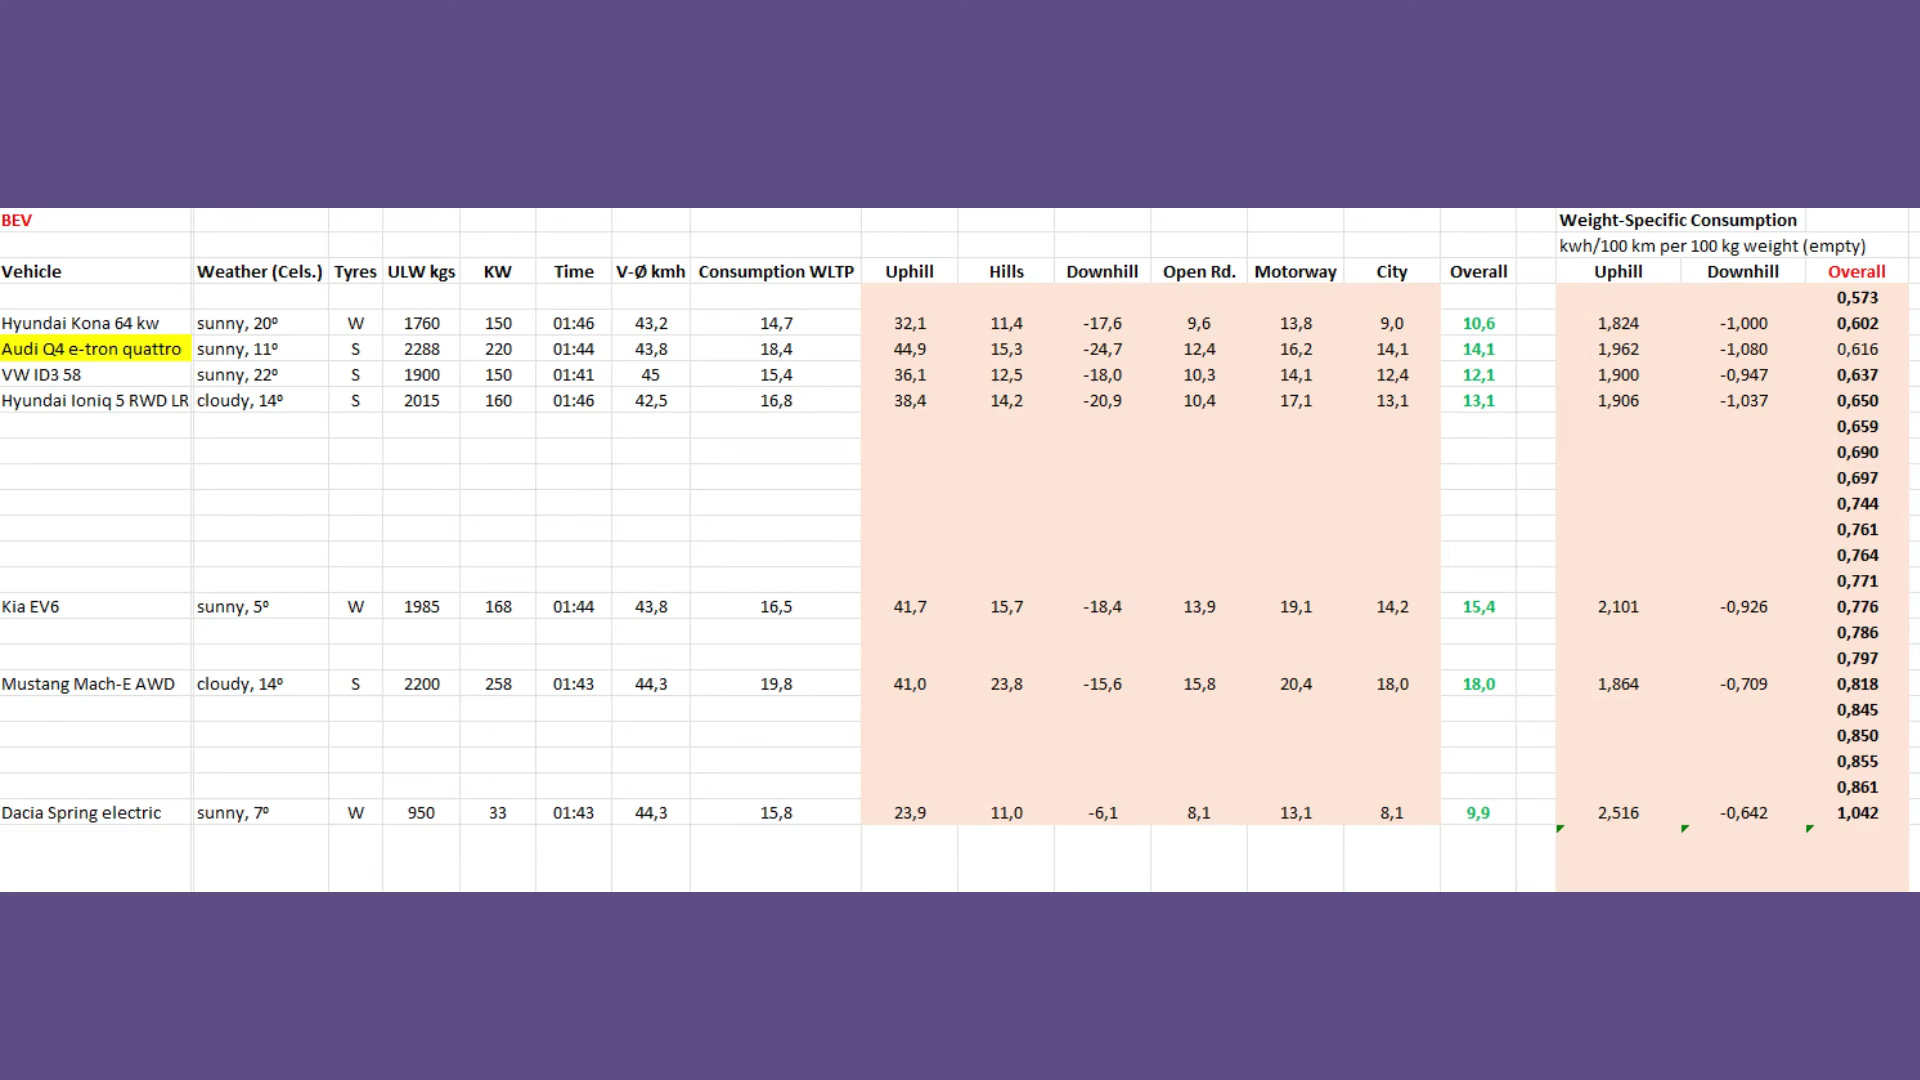 BEV Weight-Specific Consumption
kwh/100 km per 100 kg weight (empty)
Vehicle Weather (Cels.) Tyres ULW kgs KW Time V-Ø kmh Consumption WLTP Uphill Hills Downhill Open Rd. Motorway City Overall Uphill Downhill Overall
0,573
Hyundai Kona 64 kw sunny, 20º W 1760 150 01:46 43,2 14,7 32,1 11,4 -17,6 9,6 13,8 9,0 10,6 1,824 -1,000 0,602
Audi Q4 e-tron quattro sunny, 11º S 2288 220 01:44 43,8 18,4 44,9 15,3 -24,7 12,4 16,2 14,1 14,1 1,962 -1,080 0,616
VW ID3 58 sunny, 22º S 1900 150 01:41 45 15,4 36,1 12,5 -18,0 10,3 14,1 12,4 12,1 1,900 -0,947 0,637
Hyundai Ioniq 5 RWD LR cloudy, 14º S 2015 160 01:46 42,5 16,8 38,4 14,2 -20,9 10,4 17,1 13,1 13,1 1,906 -1,037 0,650
0,659
0,690
0,697
0,744
0,761
0,764
0,771
Kia EV6 sunny, 5º W 1985 168 01:44 43,8 16,5 41,7 15,7 -18,4 13,9 19,1 14,2 15,4 2,101 -0,926 0,776
0,786
0,797
Mustang Mach-E AWD cloudy, 14º S 2200 258 01:43 44,3 19,8 41,0 23,8 -15,6 15,8 20,4 18,0 18,0 1,864 -0,709 0,818
0,845
0,850
0,855
0,861
Dacia Spring electric sunny, 7º W 950 33 01:43 44,3 15,8 23,9 11,0 -6,1 8,1 13,1 8,1 9,9 2,516 -0,642 1,042